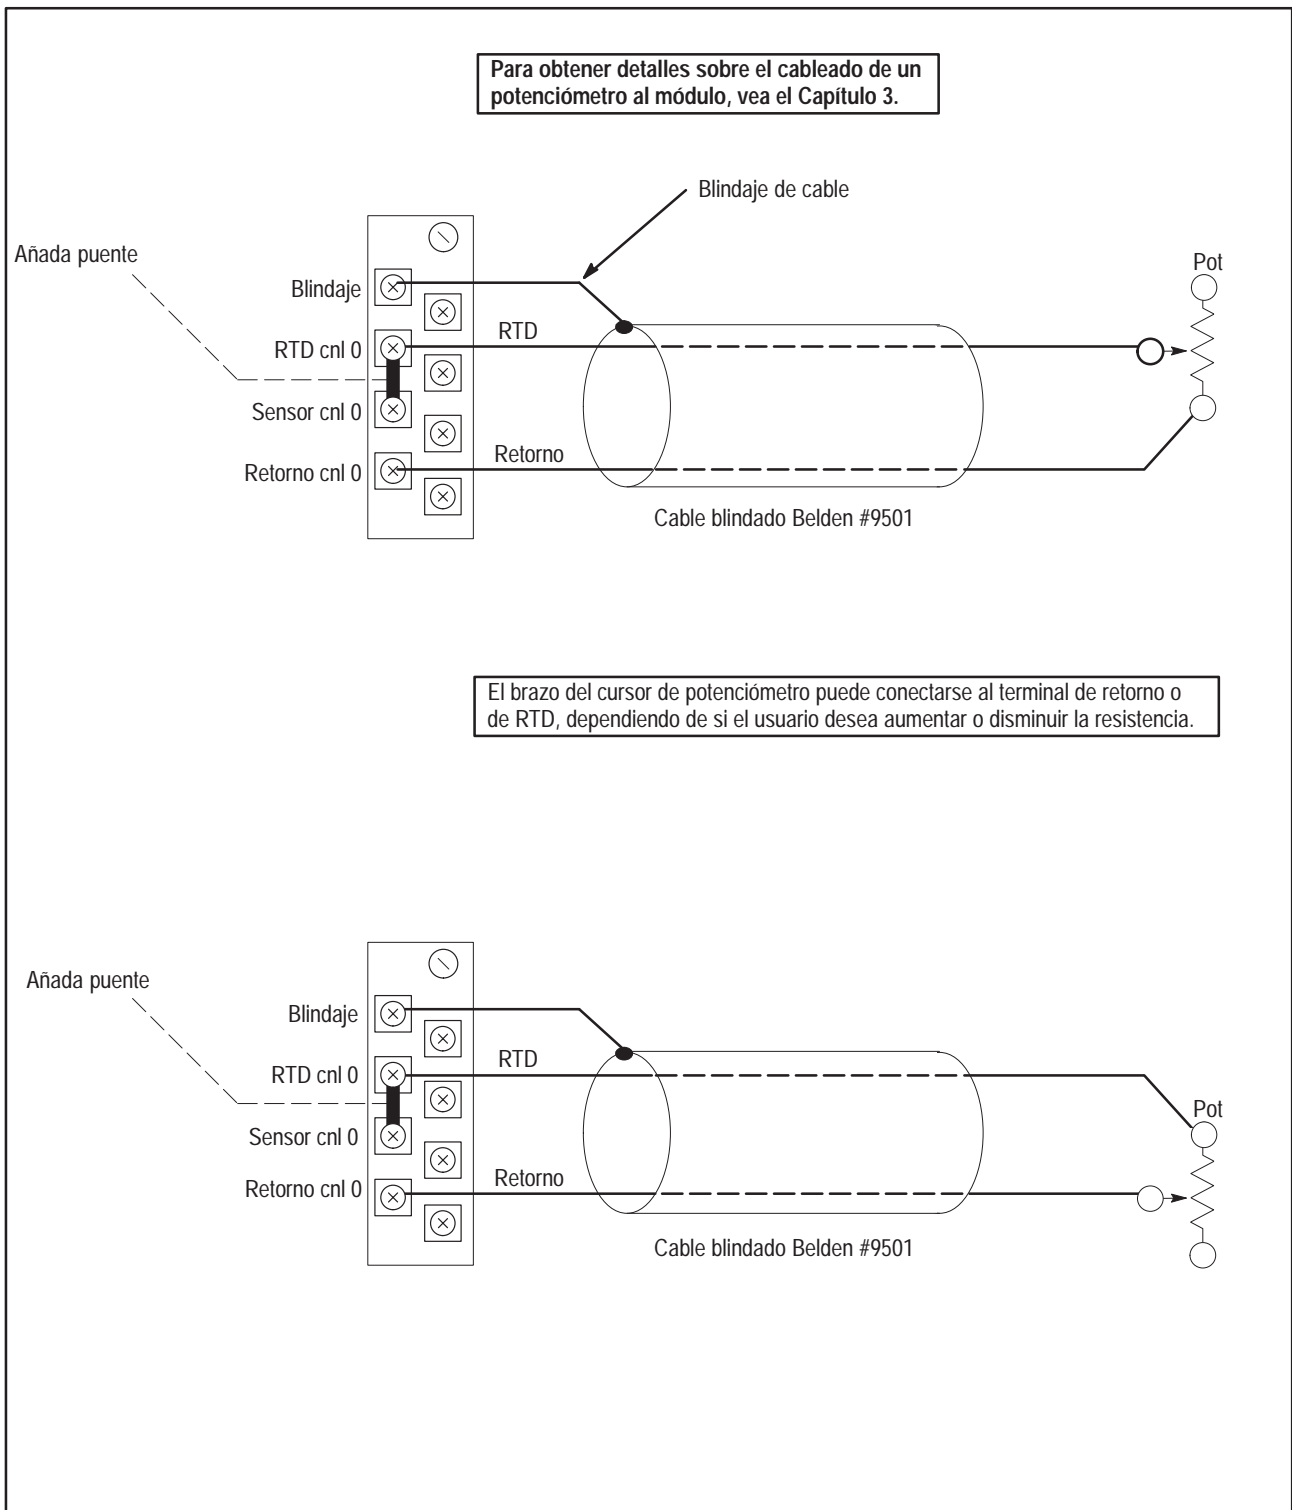 Para obtener detalles sobre el cableado de un
potenciómetro al módulo, vea el Capítulo 3.
Blindaje de cable
Añada puente
Pot
Blindaje
RTD
RTD cnl 0
Sensor cnl 0
Retorno
Retorno cnl 0
Cable blindado Belden #9501
El brazo del cursor de potenciómetro puede conectarse al terminal de retorno o
de RTD, dependiendo de si el usuario desea aumentar o disminuir la resistencia.
Añada puente
Blindaje
RTD
RTD cnl 0
Pot
Sensor cnl 0
Retorno
Retorno cnl 0
Cable blindado Belden #9501